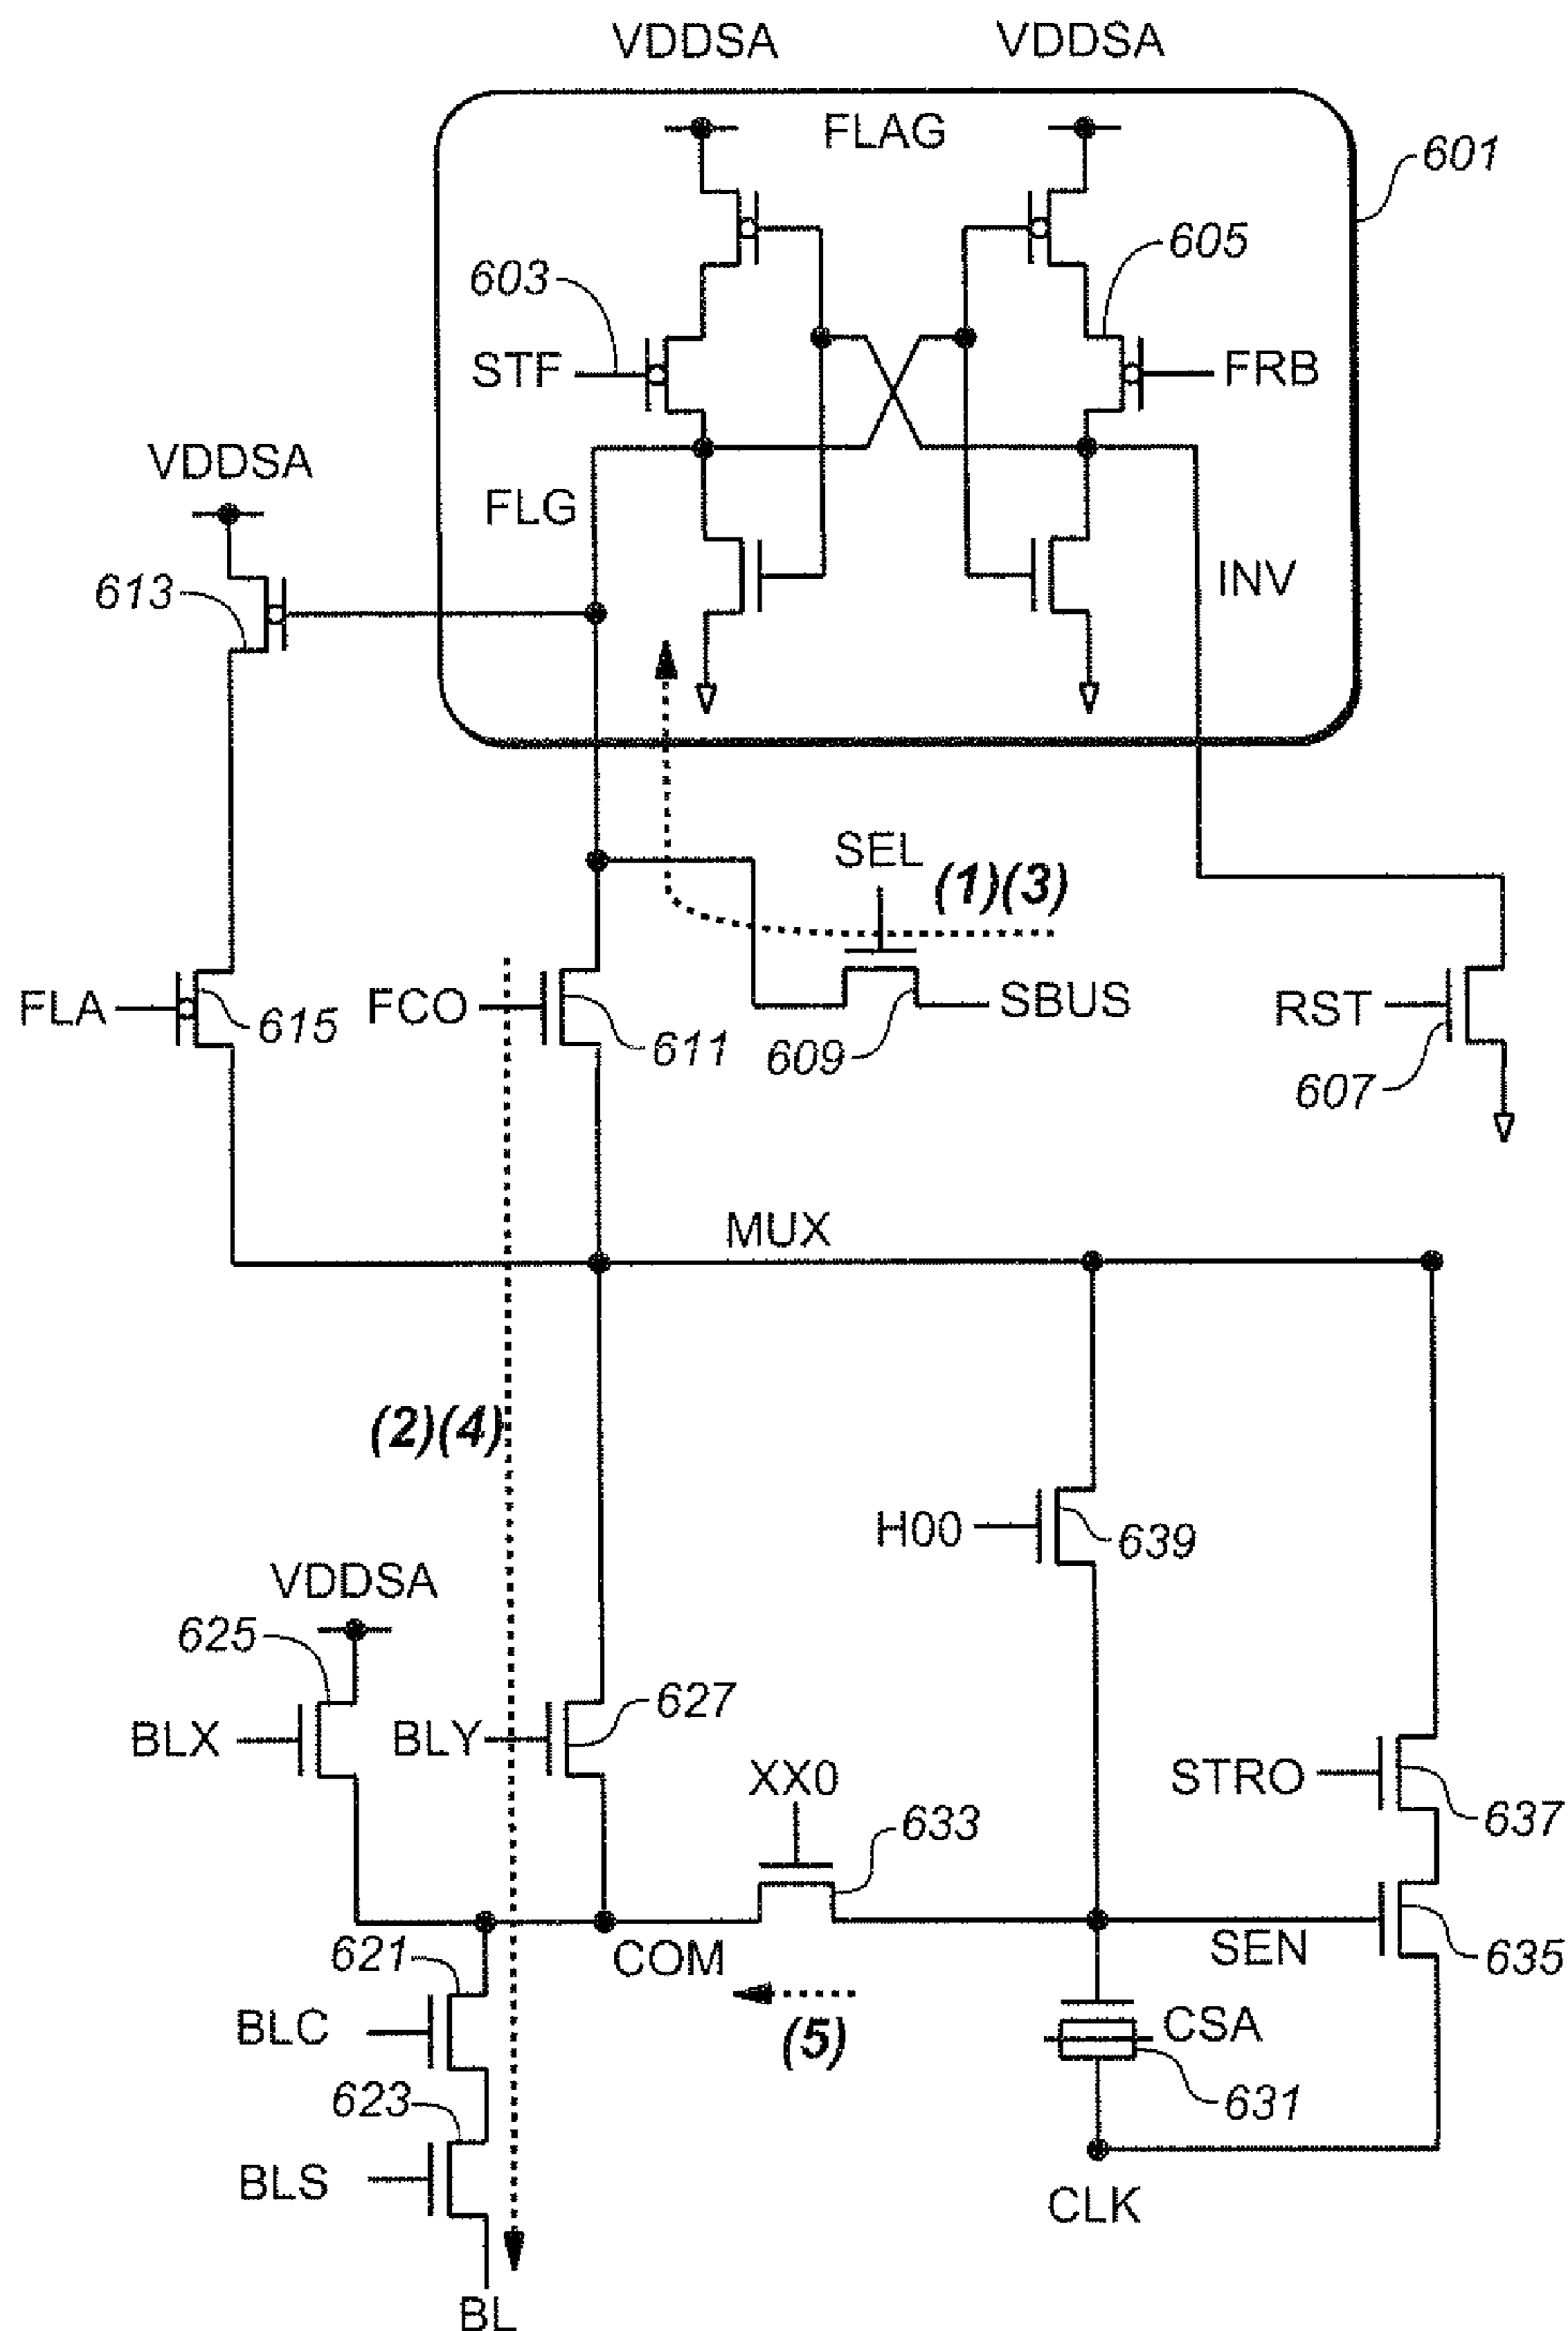 VDDSA VDDSA
FLAG
601
603
605
STF
FRB
VDDSA
FLG
INV
613
SEL
(1)(3)
FLA
615
FCO
611
609
SBUS
RST
607
MUX
(2)(4)
H00
639
VDDSA
625
627
BLX
BLY
XX0
STRO
633
637
COM
SEN
621
635
BLC
(5)
CSA
623
631
BLS
CLK
BL